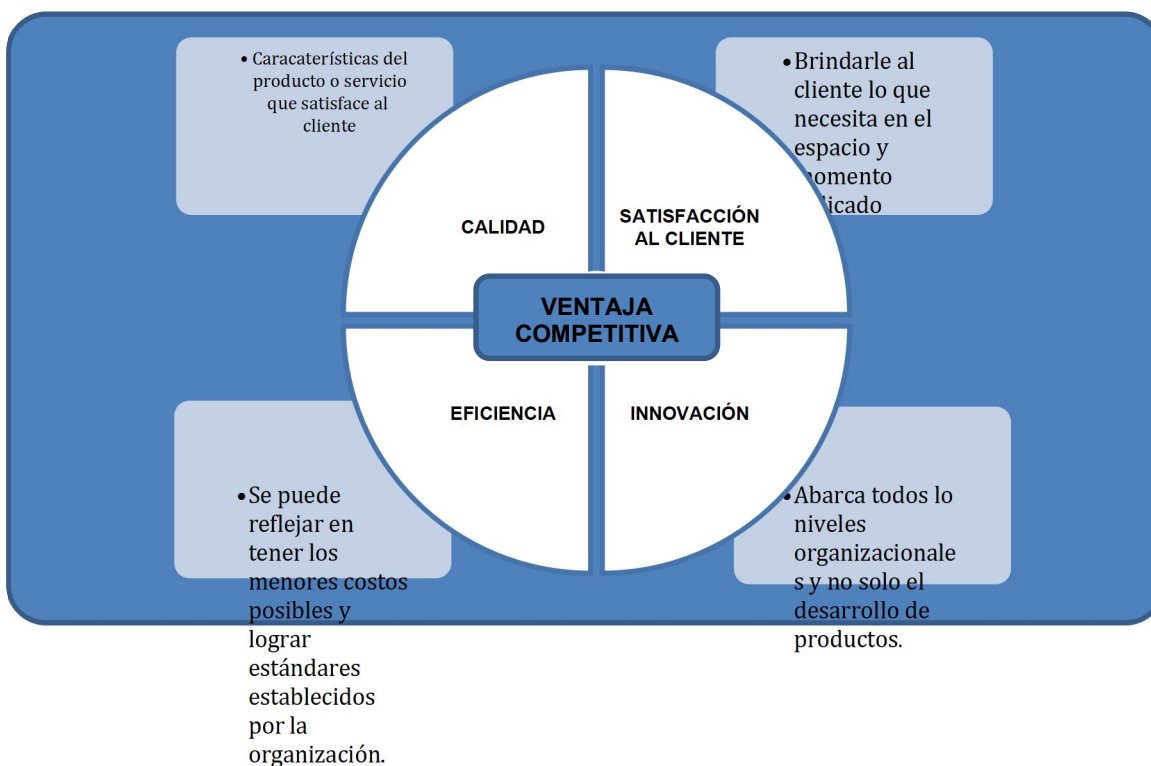 • Caracaterísticas del
producto o servicio
que satisface al
cliente
•Brindarle al
cliente lo que
necesita en el
espacio y
omento
licado
CALIDAD
SATISFACCIÓN
AL CLIENTE
VENTAJA
COMPETITIVA
EFICIENCIA
INNOVACIÓN
•Se puede
reflejar en
tener los
menores costos
posibles y
lograr
estándares
establecidos
por la
organización.
•Abarca todos lo
niveles
organizacionale
s y no solo el
desarrollo de
productos.